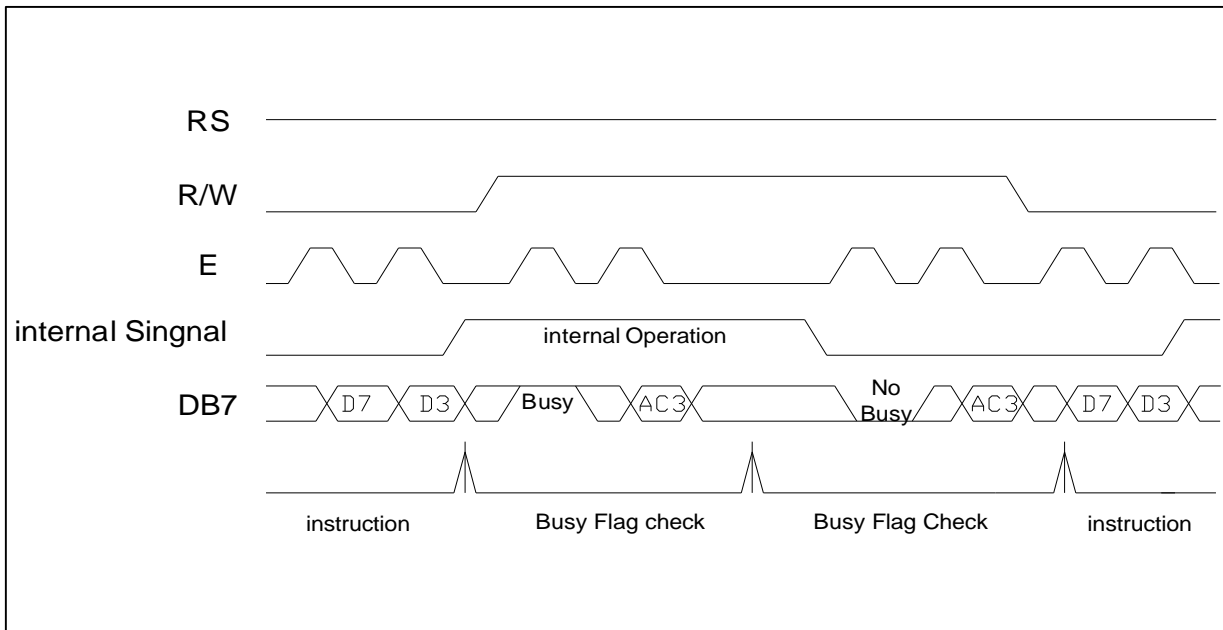 RS
R/W
E
internal Singnal
internal Operation
DB7
D7
D3
Busy
AC3
No
Busy
AC3
D7
D3
instruction
Busy Flag check
Busy Flag Check
instruction